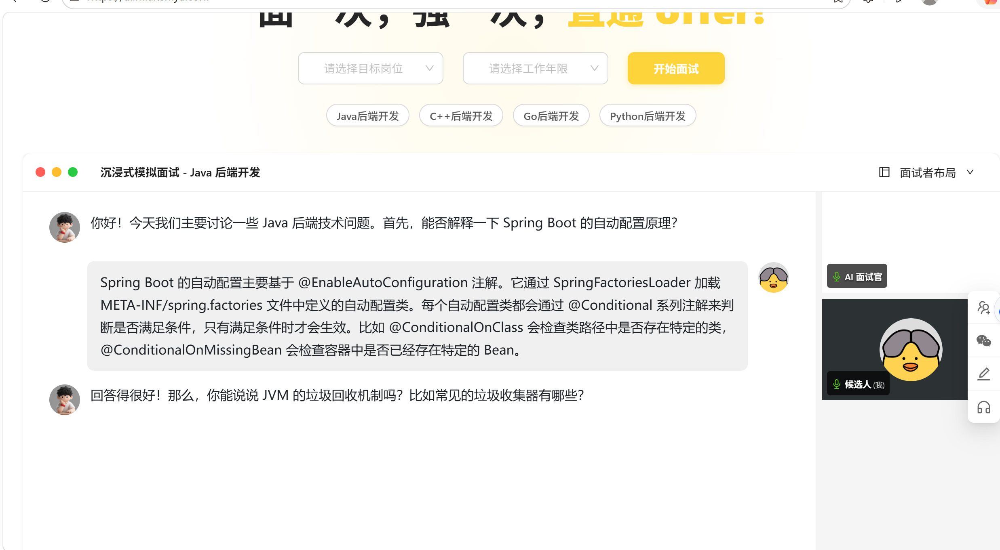 面一次，强一次，直通 offer!
请选择目标岗位
请选择工作年限
开始面试
Java后端开发
C++后端开发
Go后端开发
Python后端开发
沉浸式模拟面试 - Java 后端开发
面试者布局
你好！今天我们主要讨论一些 Java 后端技术问题。首先，能否解释一下 Spring Boot 的自动配置原理？
Spring Boot 的自动配置主要基于 @EnableAutoConfiguration 注解。它通过 SpringFactoriesLoader 加载
META-INF/spring.factories 文件中定义的自动配置类。每个自动配置类都会通过 @Conditional 系列注解来判
断是否满足条件，只有满足条件时才会生效。比如 @ConditionalOnClass 会检查类路径中是否存在特定的类，
@ConditionalOnMissingBean 会检查容器中是否已经存在特定的 Bean。
AI 面试官
候选人 (我)
回答得很好！那么，你能说说 JVM 的垃圾回收机制吗？比如常见的垃圾收集器有哪些？